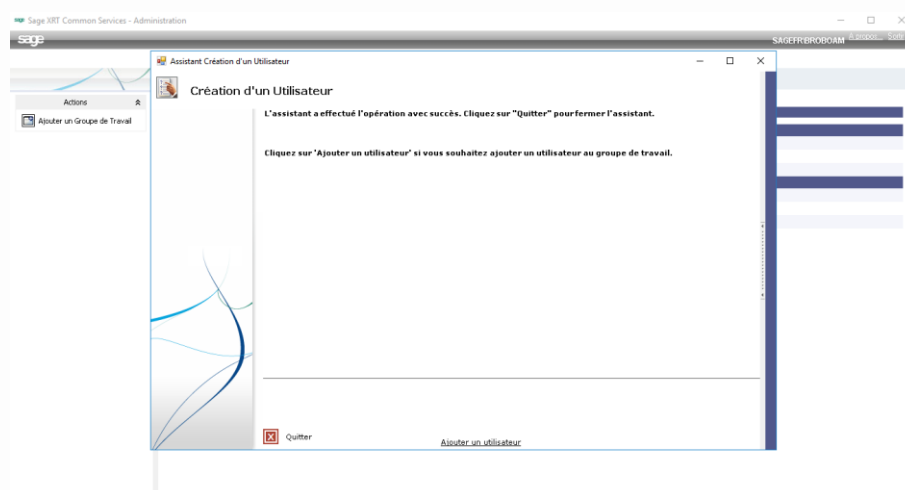 Sage XRT Common Services - Administration
sage
SAGEFRBROBOAM
A propos... Sortir
Assistant Création d'un Utilisateur
Création d'un Utilisateur
Actions
Ajouter un Groupe de Travail
L'assistant a effectué l'opération avec succès. Cliquez sur "Quitter" pour fermer l'assistant.
Cliquez sur 'Ajouter un utilisateur' si vous souhaitez ajouter un utilisateur au groupe de travail.
Quitter
Ajouter un utilisateur